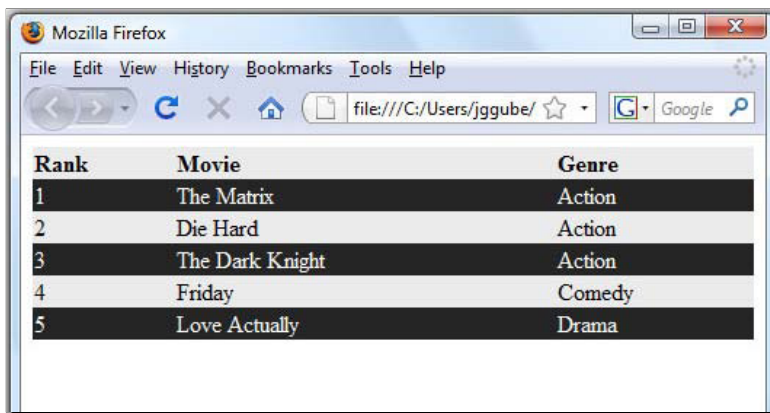 Mozilla Firefox
File Edit View History Bookmarks Tools Help
file:///C:/Users/jggube/ G Google
Rank Movie Genre
1 The Matrix Action
2 Die Hard Action
3 The Dark Knight Action
4 Friday Comedy
5 Love Actually Drama